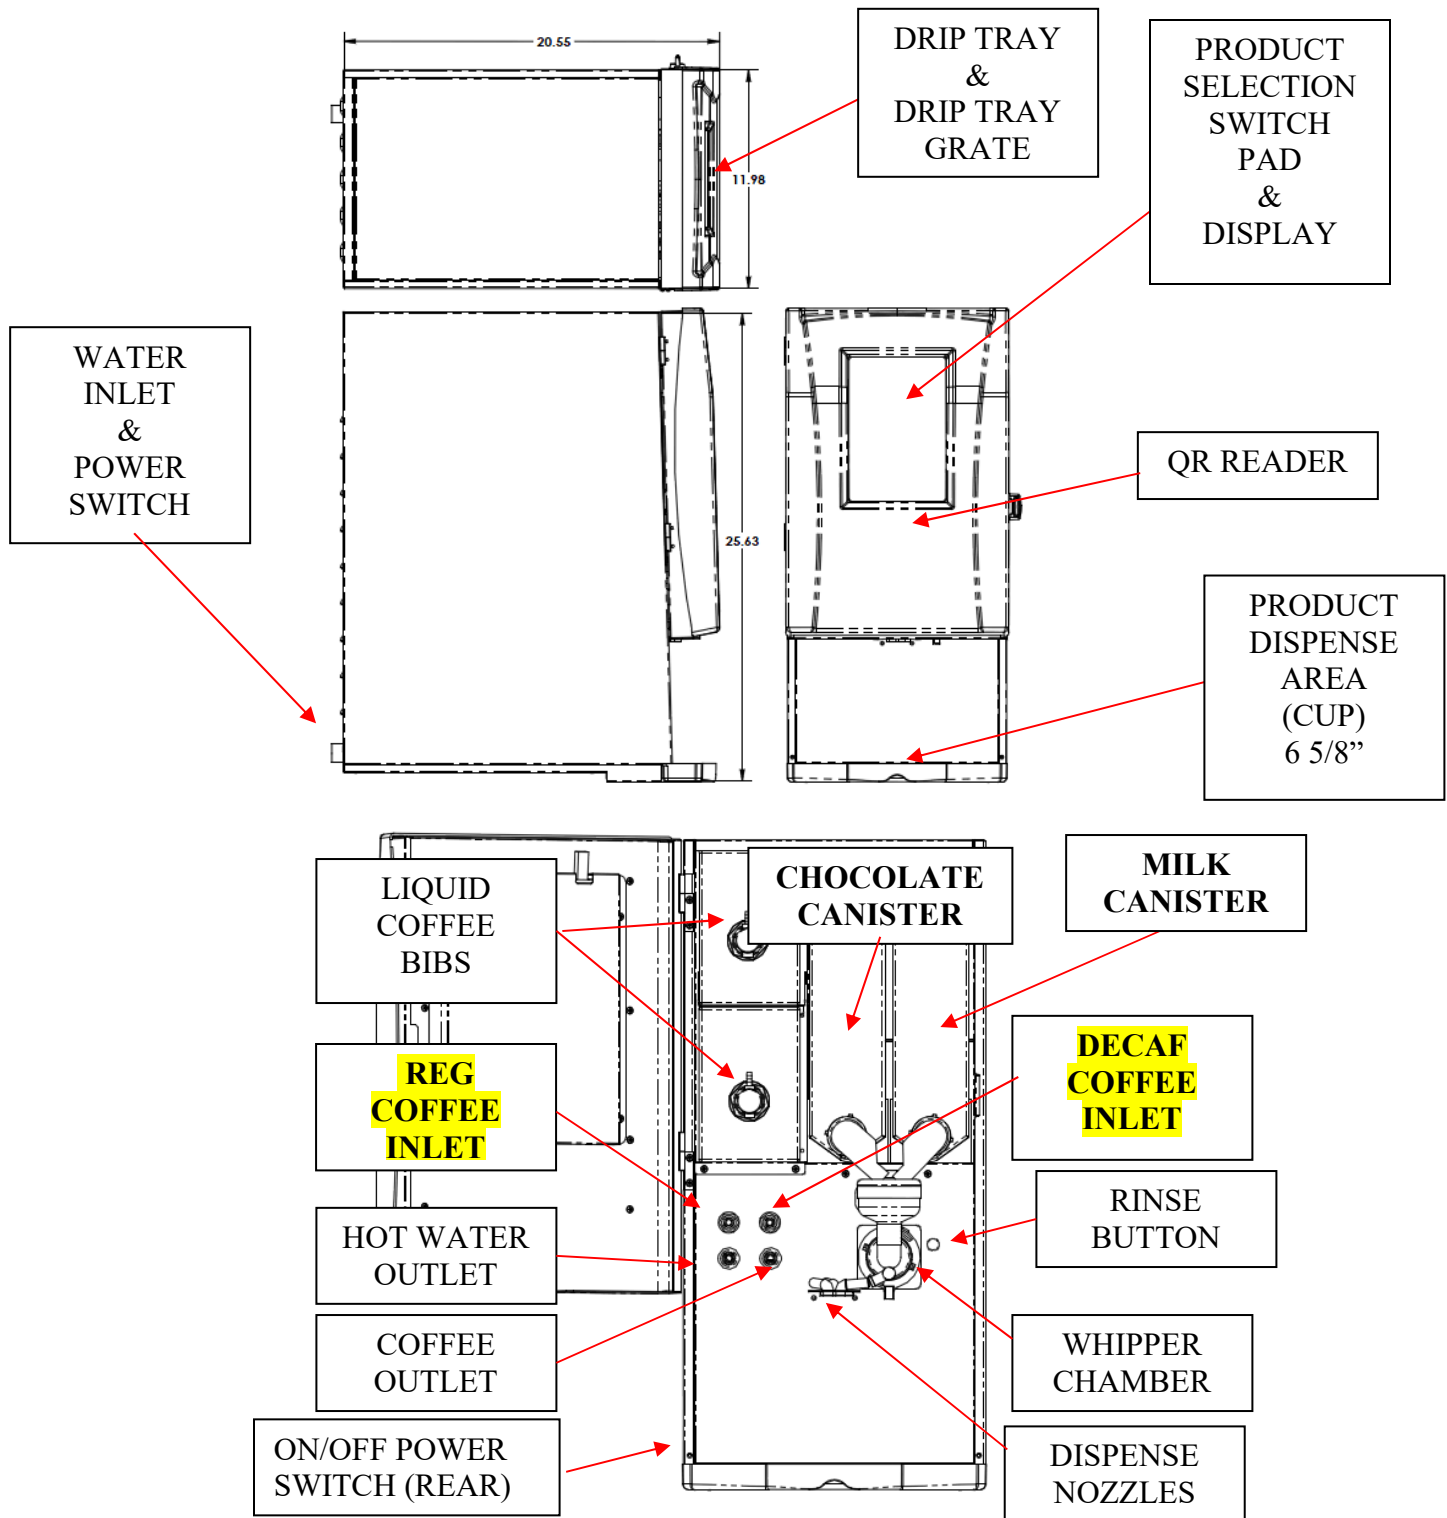 20.55
DRIP TRAY
&
DRIP TRAY
GRATE
PRODUCT
SELECTION
SWITCH
PAD
&
DISPLAY
11.98
WATER
INLET
&
POWER
SWITCH
QR READER
25.63
PRODUCT
DISPENSE
AREA
(CUP)
6 5/8”
LIQUID
COFFEE
BIBS
CHOCOLATE
CANISTER
MILK
CANISTER
REG
COFFEE
INLET
DECAF
COFFEE
INLET
HOT WATER
OUTLET
RINSE
BUTTON
COFFEE
OUTLET
WHIPPER
CHAMBER
ON/OFF POWER
SWITCH (REAR)
DISPENSE
NOZZLES